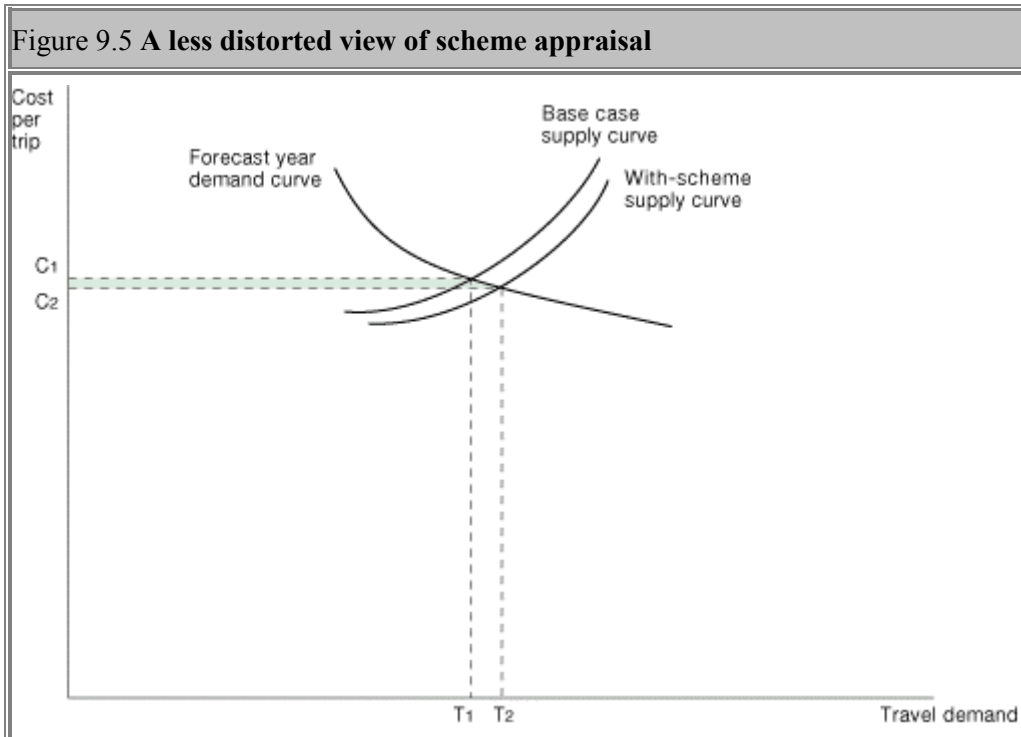 Figure 9.5 A less distorted view of scheme appraisal
Cost
per
trip
Base case
supply curve
Forecast year
demand curve
With-scheme
supply curve
C1
C2
T1 T2
Travel demand